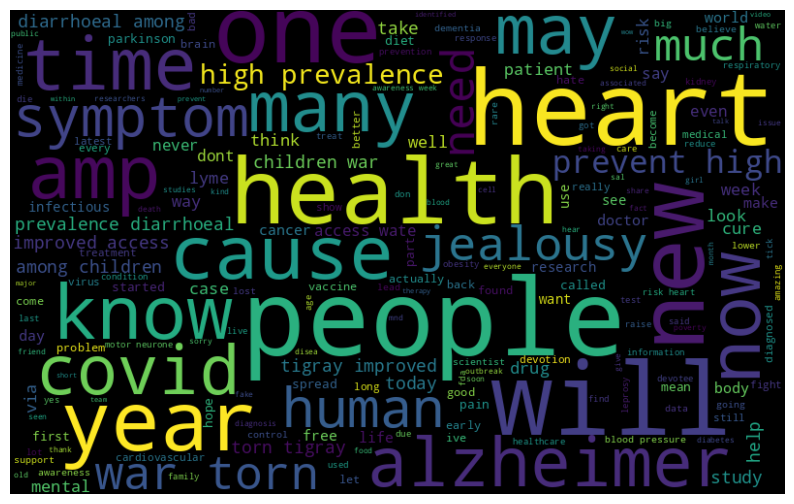 diarrhoeal among
one
may
take
world
identified
video
public
bad
dementia
big
believe
water
parkinson
brain
diet
response
risk
much
time
high prevalence
many
need
patient
say
heart
symptom
never
think
well
even
medical
reduce
latest
every
dont
children war
prevent high
amp
lyme
health
way
use
really
see
week
make
infectious
doctor
look
prevalence diarrhoeal
cancer
access wate
research
cure
improved access
cause
jealousy
new
now
among children
treatment
virus
condition
started
vaccine
actually
back
found
called
want
test
risk heart
know
people
come
case
last
day
lost
live
said
raise
diagnosed
friend
problem
motor neurone
sorry
covid
tigray improved
scientist
devotion
outbreak
information
via
spread
long
today
drug
good
mean
body
fight
year
human
will
hope
pain
early
ive
find
data
going
still
first
torn tigray
free
life
due
healthcare
blood pressure
diabetes
help
support
awareness
cardiovascular
family
let
food
used
old
mental
war torn
alzheimer
study
medicine
die
within
researchers
prevent
number
awareness week
prevention
social
associated
respiratory
kidney
hate
right
rare
better
treat
got
become
care
taking
talk
issue
studies
kind
great
share
fact
girl
cell
blood
hear
show
part
obesity
everyone
month
lower
tick
amazing
major
death
age
lead
therapy
poverty
leprosy
devotee
give
soon
diagnosis
control
fake
team
short
seen
yes
thank